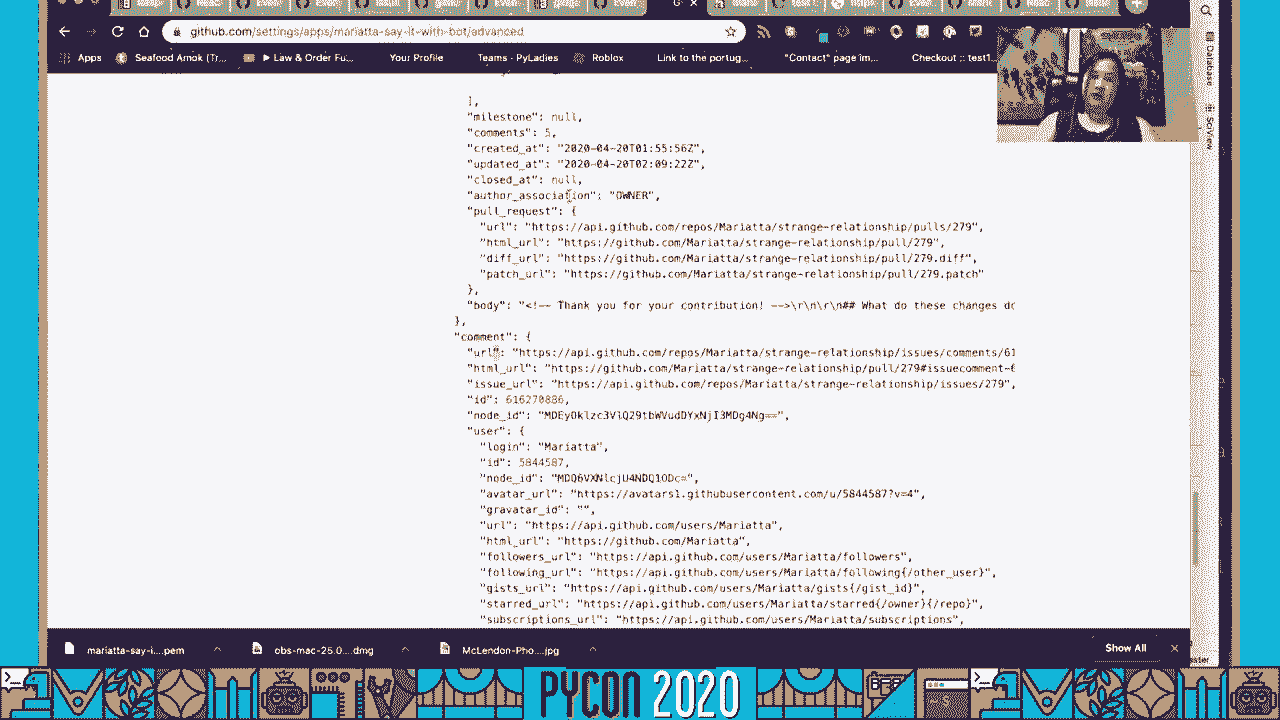 github.com/settings/apps/mariatta-say-it-with-bot/advanced
Apps Seafood Amok (Tr... ► Law & Order Fu... Your Profile Teams · PyLadies Roblox Link to the portug... "Contact" page im... Checkout :: test1
Database
SciView
],
"milestone": null,
"comments": 5,
"created_at": "2020-04-20T01:55:56Z",
"updated_at": "2020-04-20T02:09:22Z",
"closed_at": null,
"author_association": "OWNER",
"pull_request": {
"url": "https://api.github.com/repos/Mariatta/strange-relationship/pulls/279",
"html_url": "https://github.com/Mariatta/strange-relationship/pull/279",
"diff_url": "https://github.com/Mariatta/strange-relationship/pull/279.diff",
"patch_url": "https://github.com/Mariatta/strange-relationship/pull/279.patch"
},
"body": "<!-- Thank you for your contribution! -->\r\n\r\n## What do these changes do
},
"comment": {
"url": "https://api.github.com/repos/Mariatta/strange-relationship/issues/comments/61
"html_url": "https://github.com/Mariatta/strange-relationship/pull/279#issuecomment-6
"issue_url": "https://api.github.com/repos/Mariatta/strange-relationship/issues/279",
"id": 616270886,
"node_id": "MDEyOklzc3VlQ29tbWVudDYxNjI3MDg4Ng==",
"user": {
"login": "Mariatta",
"id": 5844587,
"node_id": "MDQ6VXNlcjU4NDQ1ODc=",
"avatar_url": "https://avatars1.githubusercontent.com/u/5844587?v=4",
"gravatar_id": "",
"url": "https://api.github.com/users/Mariatta",
"html_url": "https://github.com/Mariatta",
"followers_url": "https://api.github.com/users/Mariatta/followers",
"following_url": "https://api.github.com/users/Mariatta/following{/other_user}",
"gists_url": "https://api.github.com/users/Mariatta/gists{/gist_id}",
"starred_url": "https://api.github.com/users/Mariatta/starred{/owner}{/repo}",
"subscriptions_url": "https://api.github.com/users/Mariatta/subscriptions",
mariatta-say-i....pem obs-mac-25.0....dmg McLendon-Pho....jpg Show All
PYCON 2020